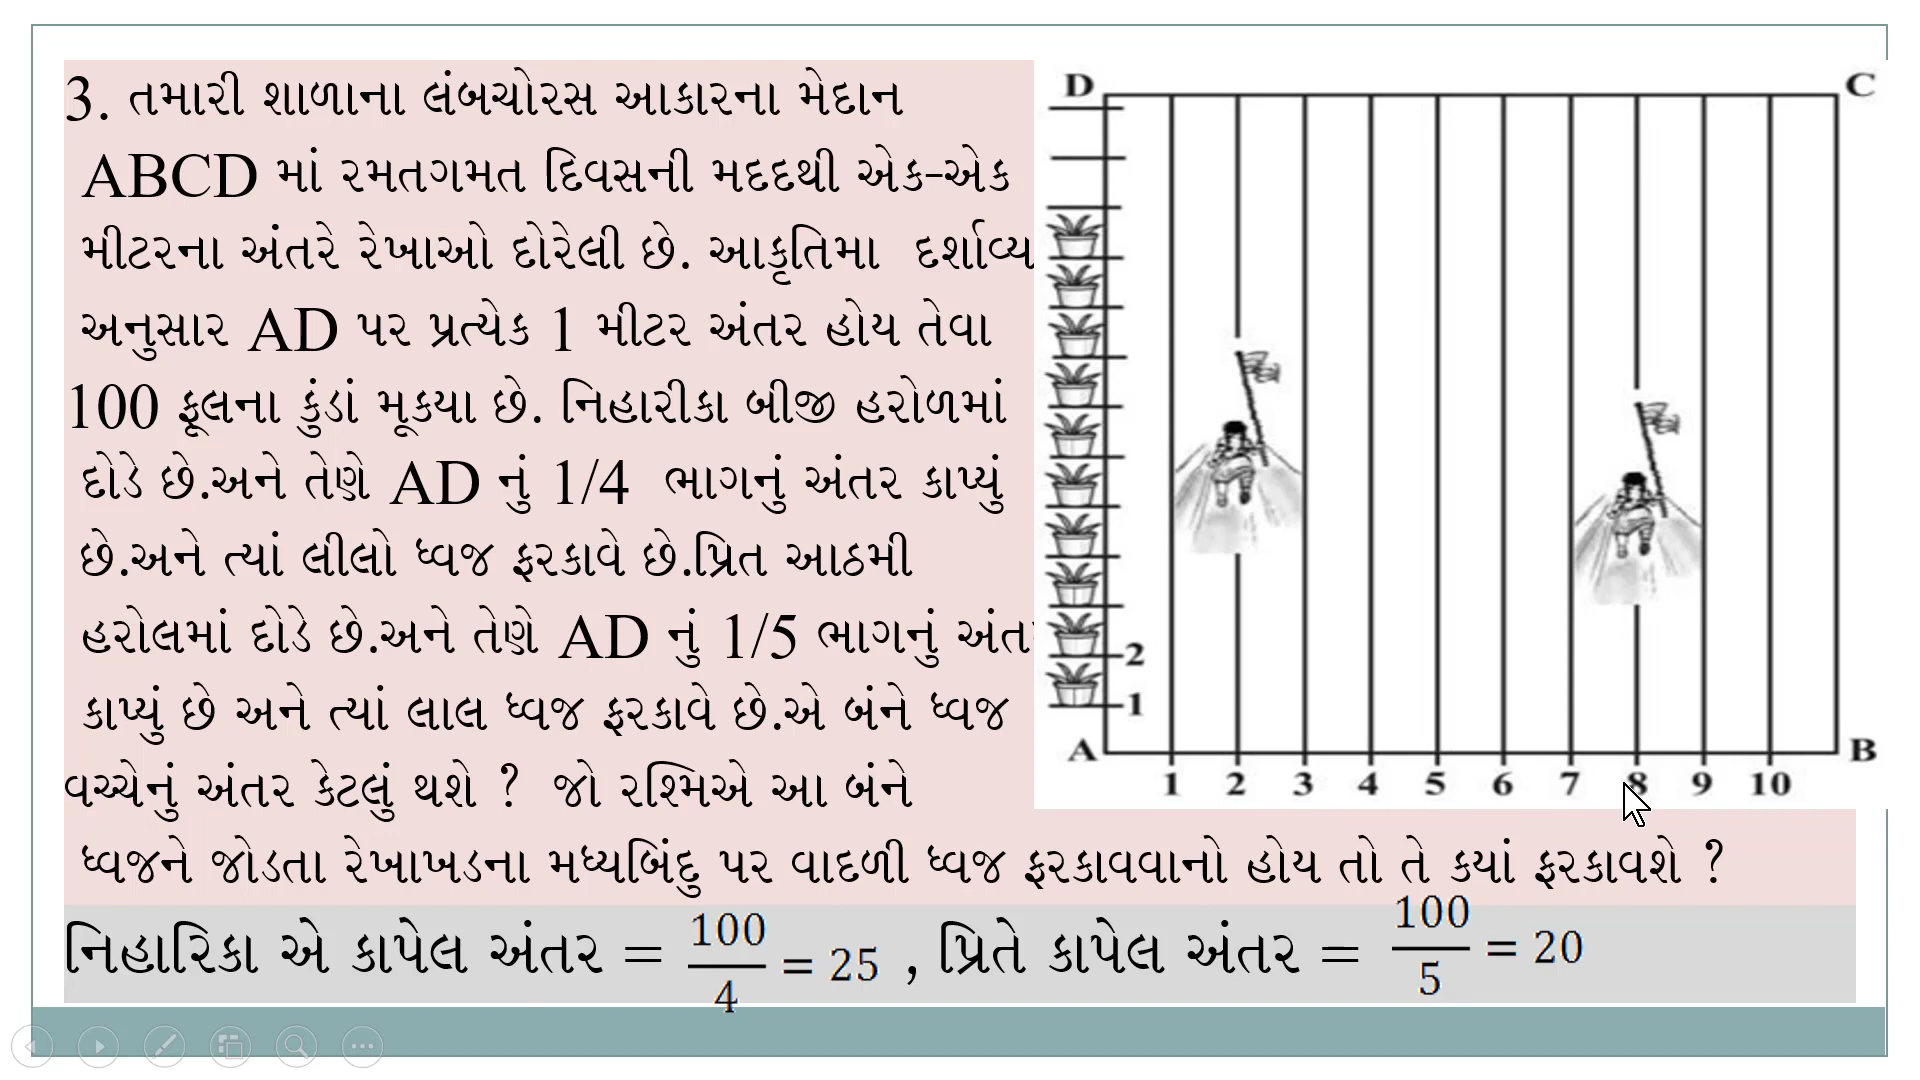 3. તમારી શાળાના લંબચોરસ આકારના મેદાન
ABCD માં રમતગમત દિવસની મદદથી એક-એક
મીટરના અંતરે રેખાઓ દોરેલી છે. આકૃતિમા દર્શાવ્ય
અનુસાર AD પર પ્રત્યેક 1 મીટર અંતર હોય તેવા
100 ફૂલના કુંડાં મૂકયા છે. નિહારીકા બીજી હરોળમાં
દોડે છે.અને તેણે AD નું 1/4 ભાગનું અંતર કાપ્યું
છે.અને ત્યાં લીલો ધ્વજ ફરકાવે છે.પ્રિત આઠમી
હરોલમાં દોડે છે.અને તેણે AD નું 1/5 ભાગનું અંતર
કાપ્યું છે અને ત્યાં લાલ ધ્વજ ફરકાવે છે.એ બંને ધ્વજ
વચ્ચેનું અંતર કેટલું થશે ? જો રશ્મિએ આ બંને
ધ્વજને જોડતા રેખાખડના મધ્યબિંદુ પર વાદળી ધ્વજ ફરકાવવાનો હોય તો તે કયાં ફરકાવશે ?
નિહારિકા એ કાપેલ અંતર = 100/4 = 25 , પ્રિતે કાપેલ અંતર = 100/5 = 20
D C
2
1
A B
1 2 3 4 5 6 7 8 9 10